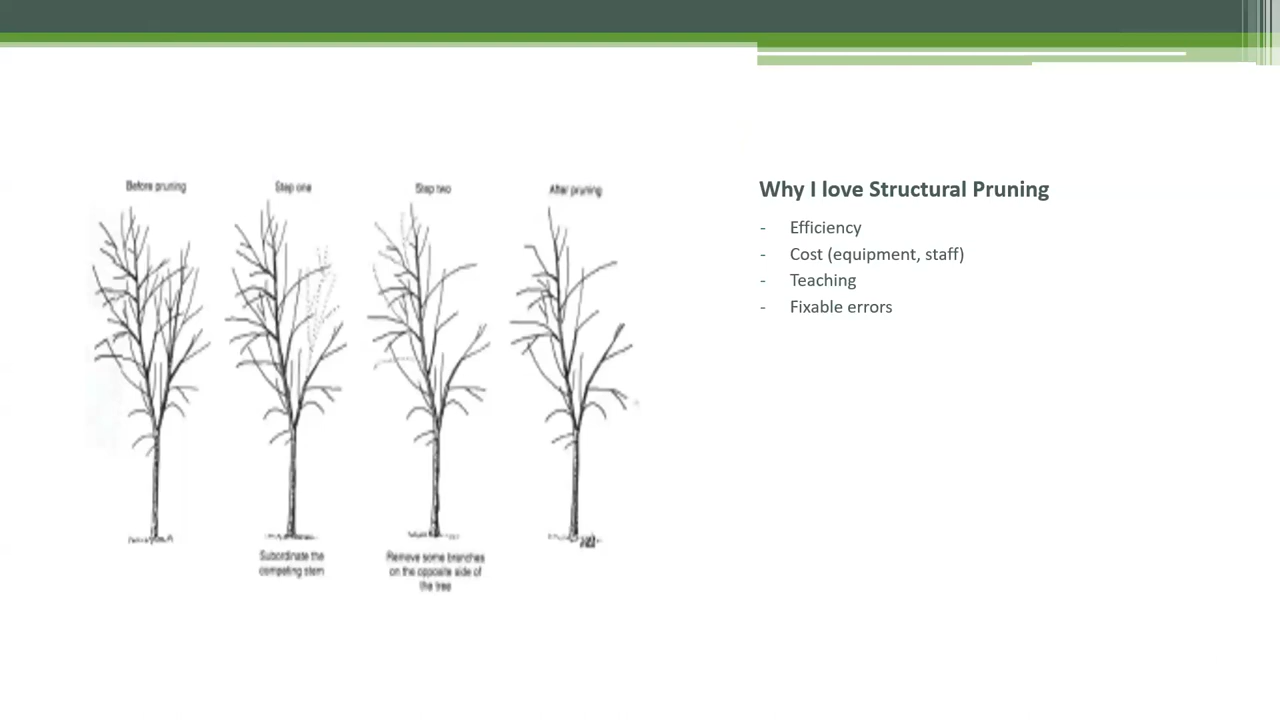 Before pruning
Step one
Step two
After pruning
Subordinate the
competing stem
Remove some branches
on the opposite side of
the tree
Why I love Structural Pruning
- Efficiency
- Cost (equipment, staff)
- Teaching
- Fixable errors